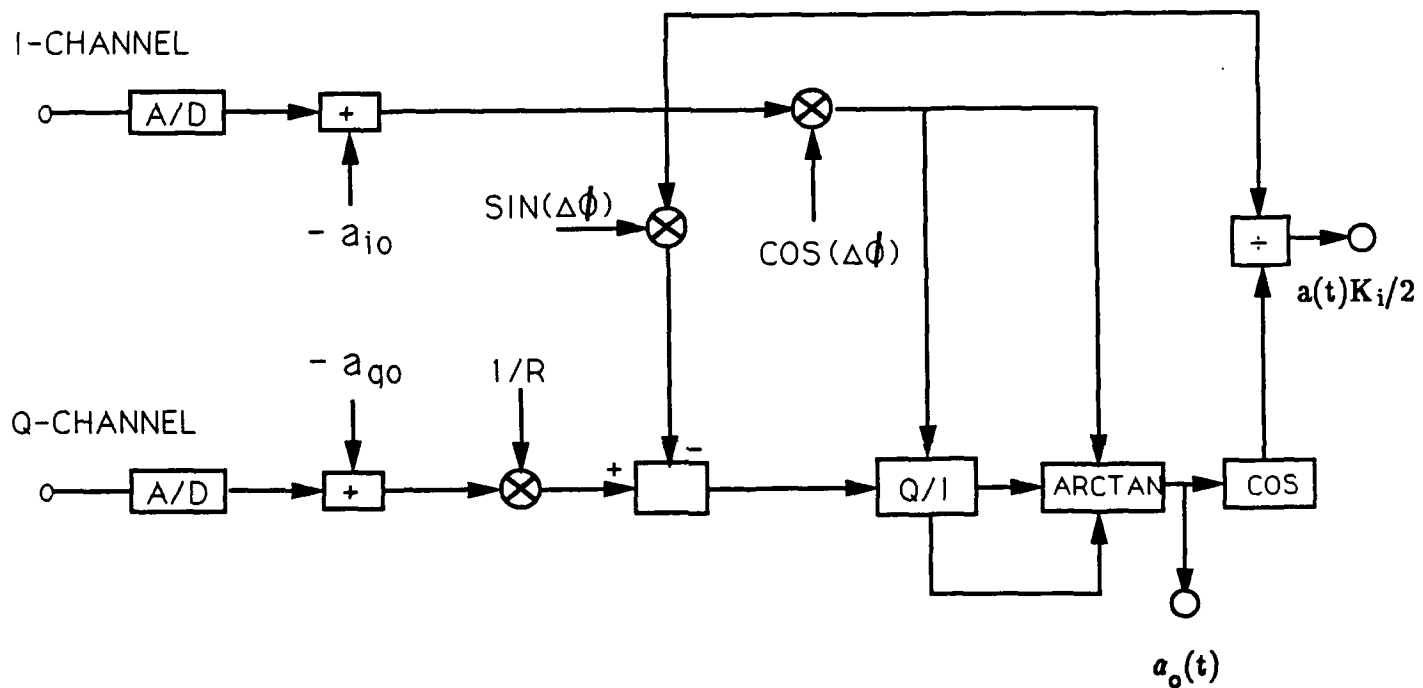 I-CHANNEL
A/D
+
- a_io
SIN(Δϕ)
COS(Δϕ)
÷
a(t)K_i/2
- a_qo
1/R
Q-CHANNEL
A/D
+
+
-
Q/I
ARCTAN
COS
a_o(t)